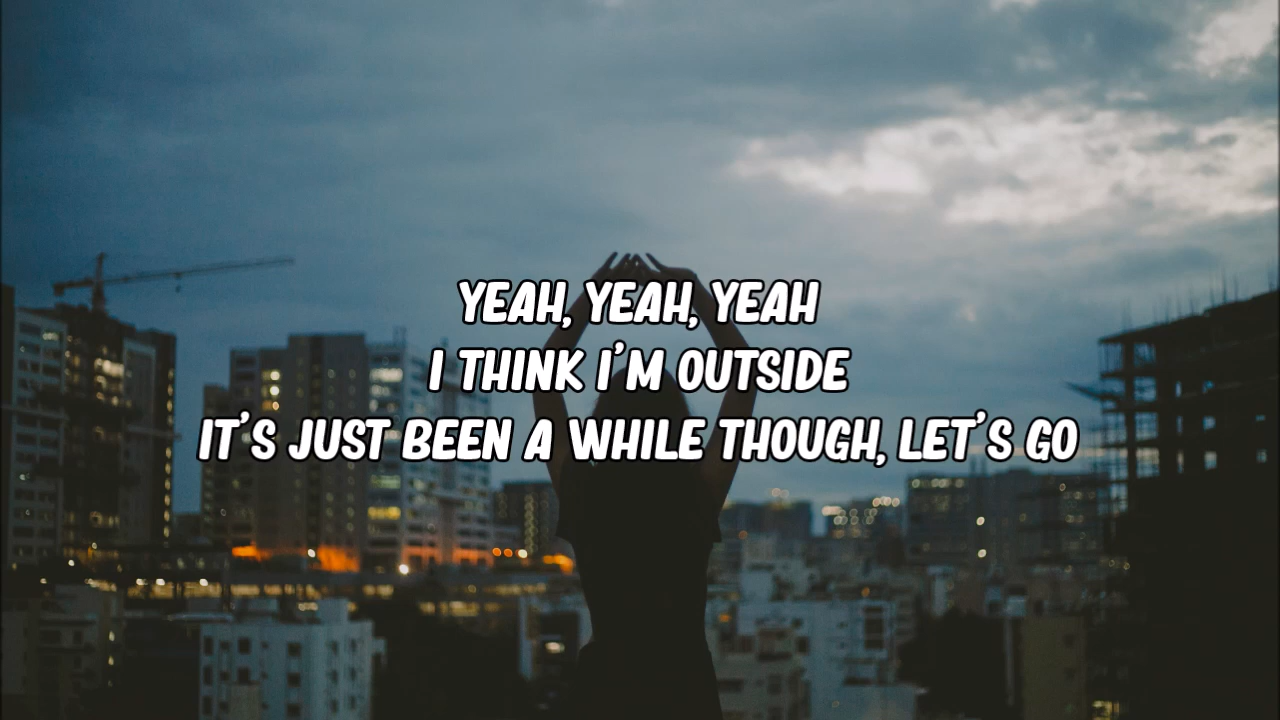 YEAH, YEAH, YEAH
I THINK I'M OUTSIDE
IT'S JUST BEEN A WHILE THOUGH, LET'S GO